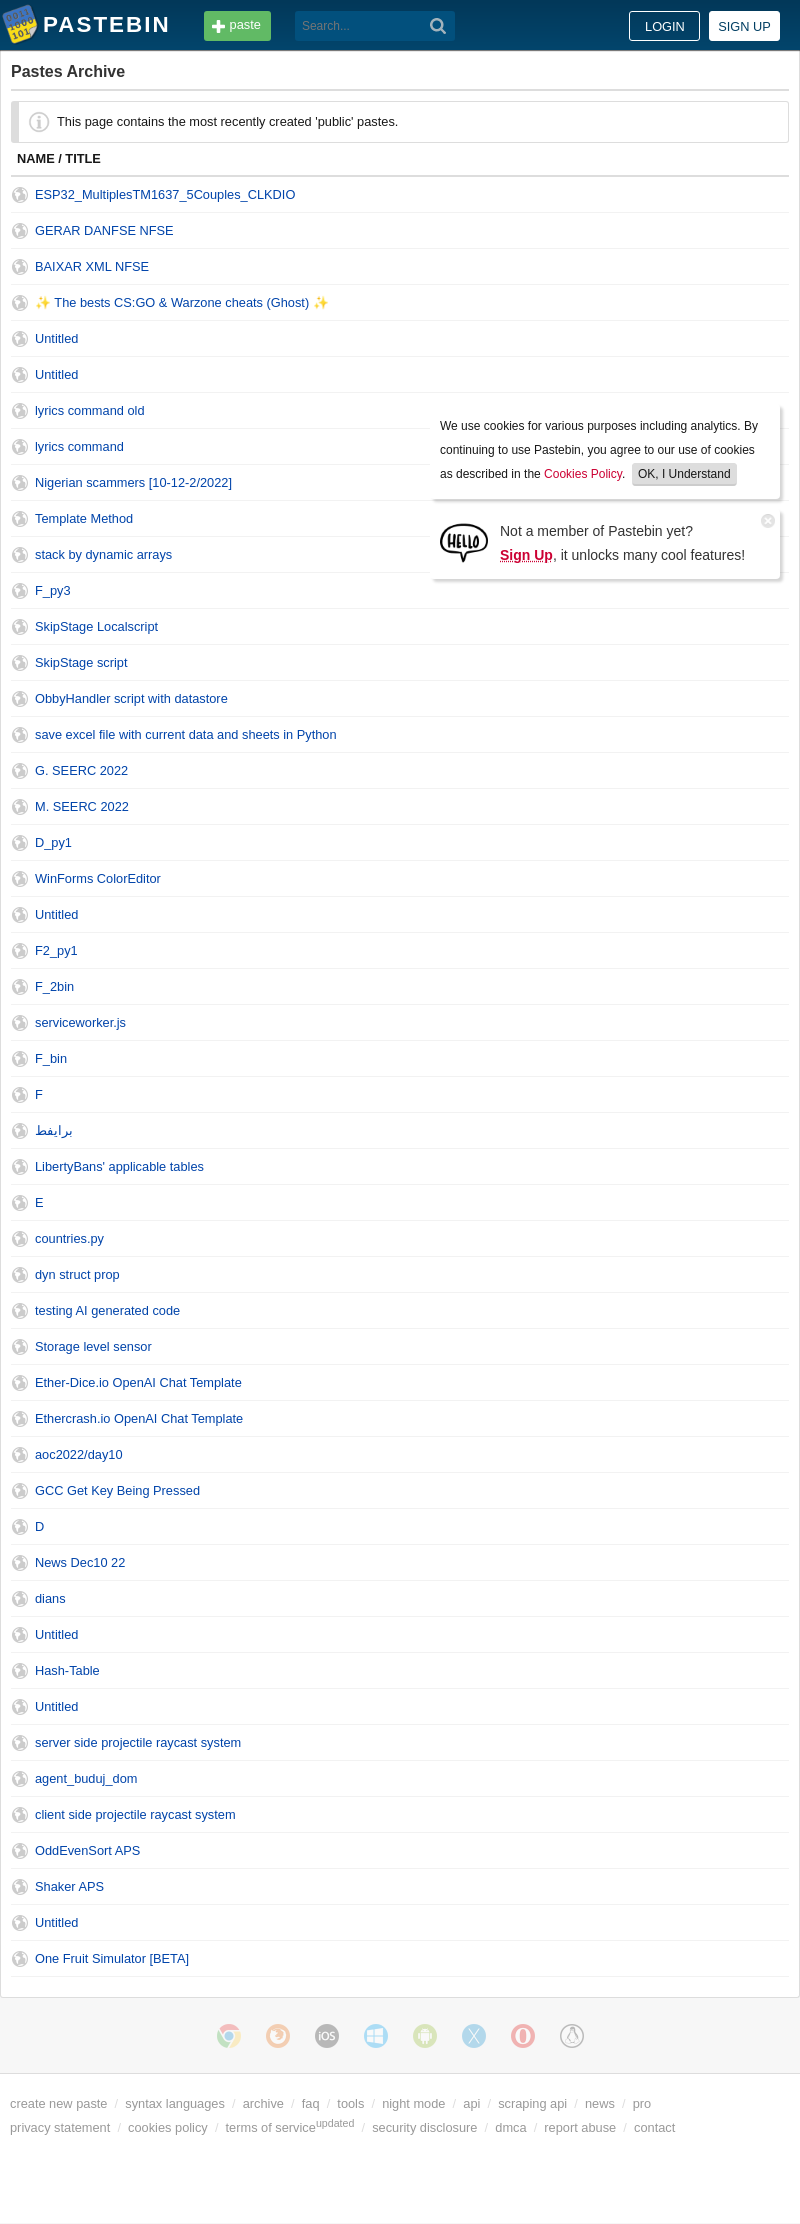 PASTEBIN
paste
Search...
LOGIN
SIGN UP
Pastes Archive
This page contains the most recently created 'public' pastes.
NAME / TITLE
ESP32_MultiplesTM1637_5Couples_CLKDIO
GERAR DANFSE NFSE
BAIXAR XML NFSE
✨ The bests CS:GO & Warzone cheats (Ghost) ✨
Untitled
Untitled
lyrics command old
lyrics command
Nigerian scammers [10-12-2/2022]
Template Method
stack by dynamic arrays
We use cookies for various purposes including analytics. By
continuing to use Pastebin, you agree to our use of cookies
as described in the Cookies Policy. OK, I Understand
HELLO
Not a member of Pastebin yet?
Sign Up, it unlocks many cool features!
F_py3
SkipStage Localscript
SkipStage script
ObbyHandler script with datastore
save excel file with current data and sheets in Python
G. SEERC 2022
M. SEERC 2022
D_py1
WinForms ColorEditor
Untitled
F2_py1
F_2bin
serviceworker.js
F_bin
F
برايفط
LibertyBans' applicable tables
E
countries.py
dyn struct prop
testing AI generated code
Storage level sensor
Ether-Dice.io OpenAI Chat Template
Ethercrash.io OpenAI Chat Template
aoc2022/day10
GCC Get Key Being Pressed
D
News Dec10 22
dians
Untitled
Hash-Table
Untitled
server side projectile raycast system
agent_buduj_dom
client side projectile raycast system
OddEvenSort APS
Shaker APS
Untitled
One Fruit Simulator [BETA]
iOS
create new paste / syntax languages / archive / faq / tools / night mode / api / scraping api / news / pro
privacy statement / cookies policy / terms of service updated / security disclosure / dmca / report abuse / contact